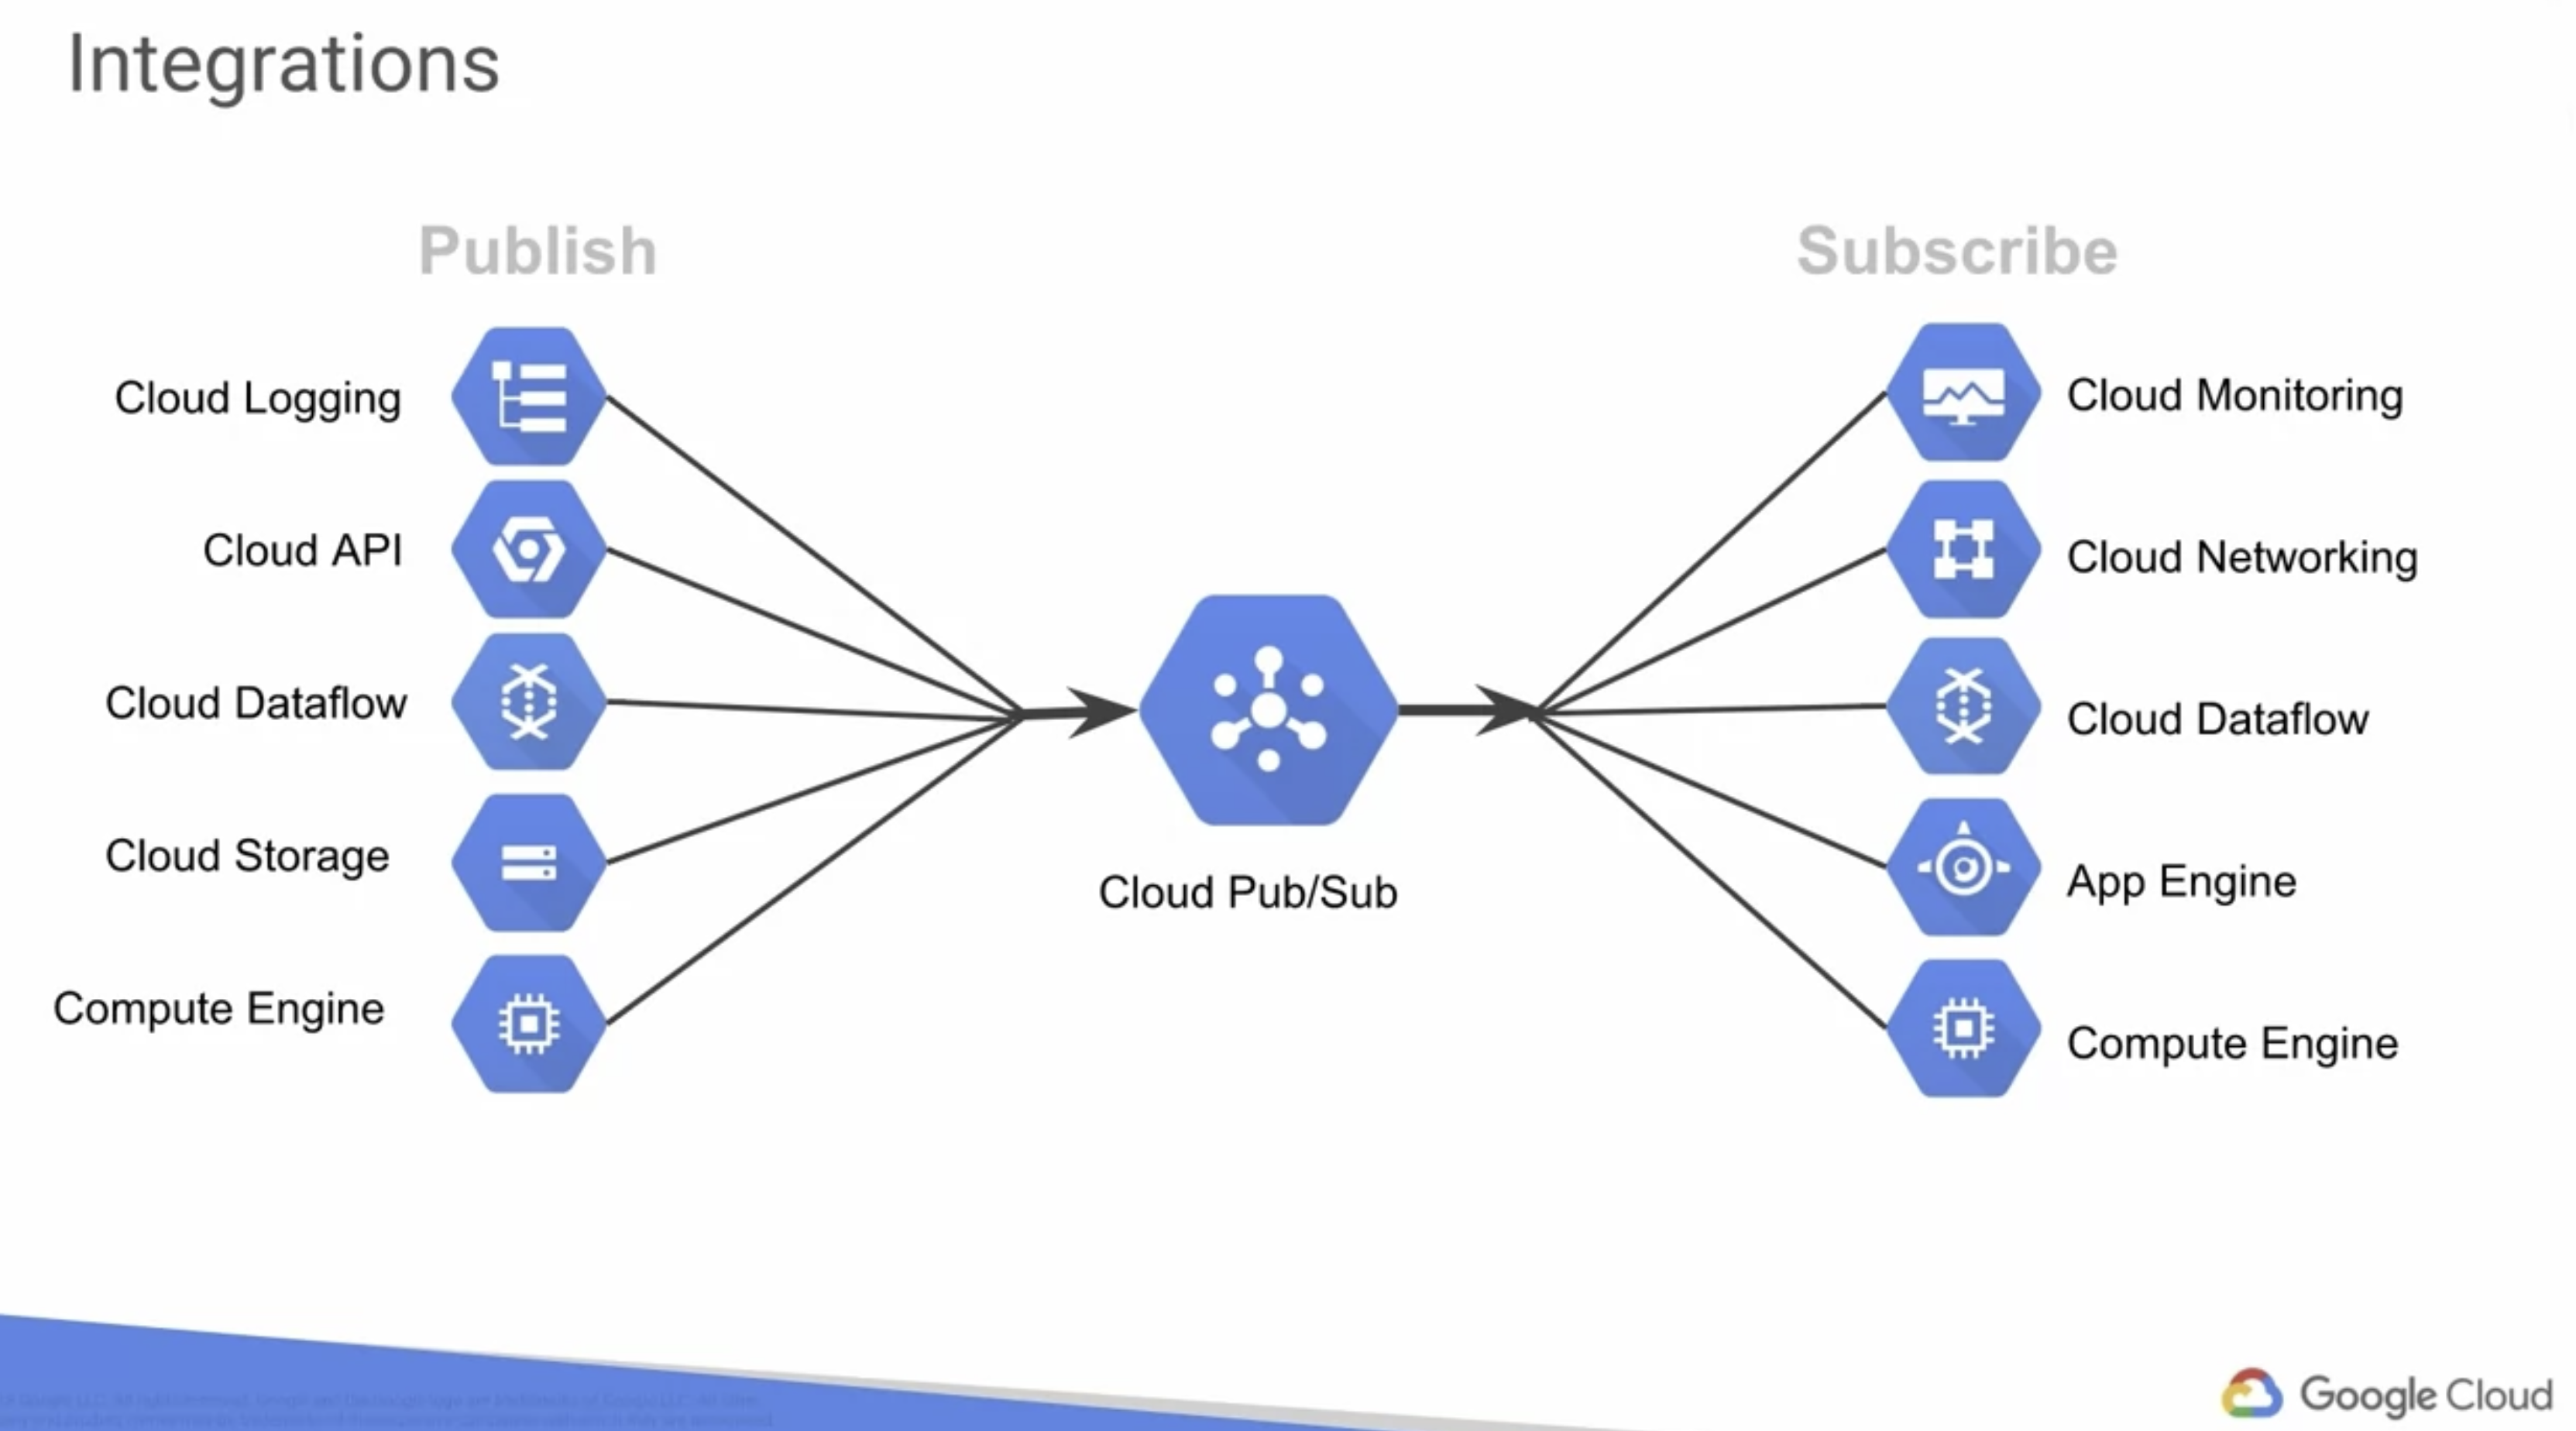 Integrations
Publish
Subscribe
Cloud Logging
Cloud API
Cloud Dataflow
Cloud Storage
Compute Engine
Cloud Pub/Sub
Cloud Monitoring
Cloud Networking
Cloud Dataflow
App Engine
Compute Engine
Google Cloud